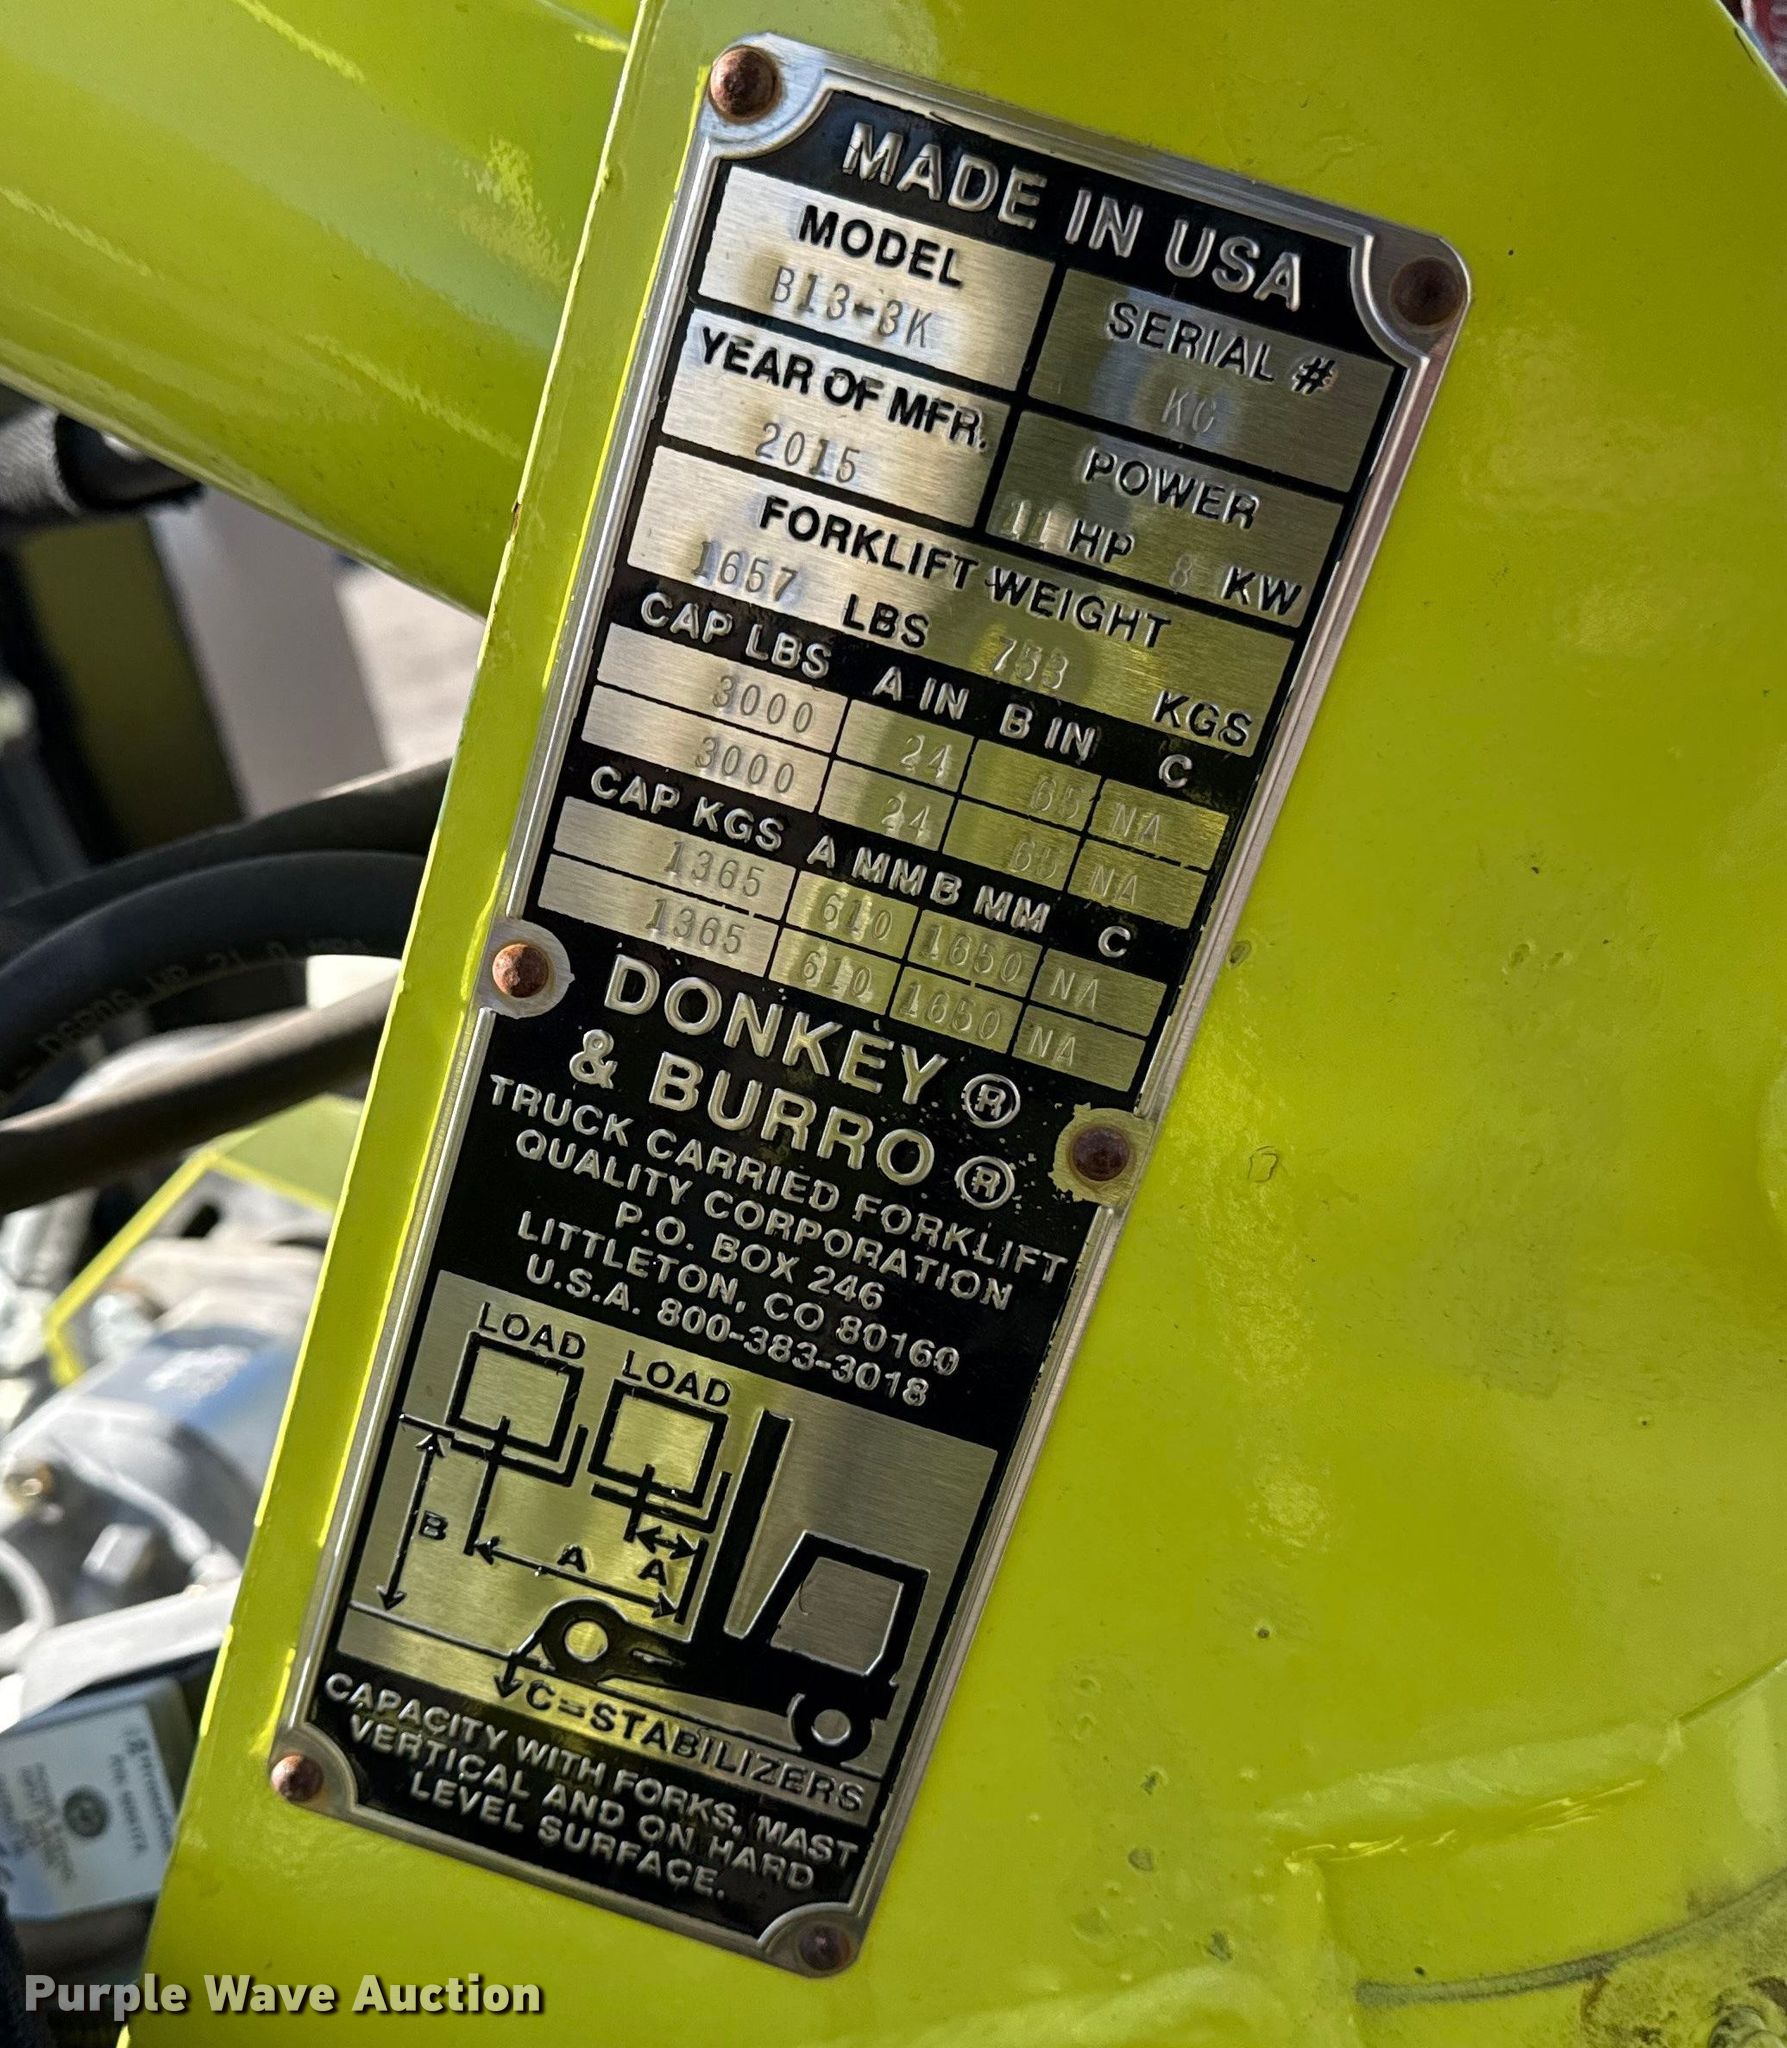 MADE IN USA
MODEL SERIAL #
B13-3K KC
YEAR OF MFR. POWER
2015 11 HP 8 KW
FORKLIFT WEIGHT
1657 LBS 753 KGS
CAP LBS A IN B IN C
3000 24 65 NA
3000 24 65 NA
CAP KGS A MM B MM C
1365 610 1650 NA
1365 610 1650 NA
DONKEY ®
& BURRO ®
TRUCK CARRIED FORKLIFT
QUALITY CORPORATION
P.O. BOX 246
LITTLETON, CO 80160
U.S.A. 800-383-3018
LOAD LOAD
B A A
C=STABILIZERS
CAPACITY WITH FORKS, MAST
VERTICAL AND ON HARD
LEVEL SURFACE.
Purple Wave Auction